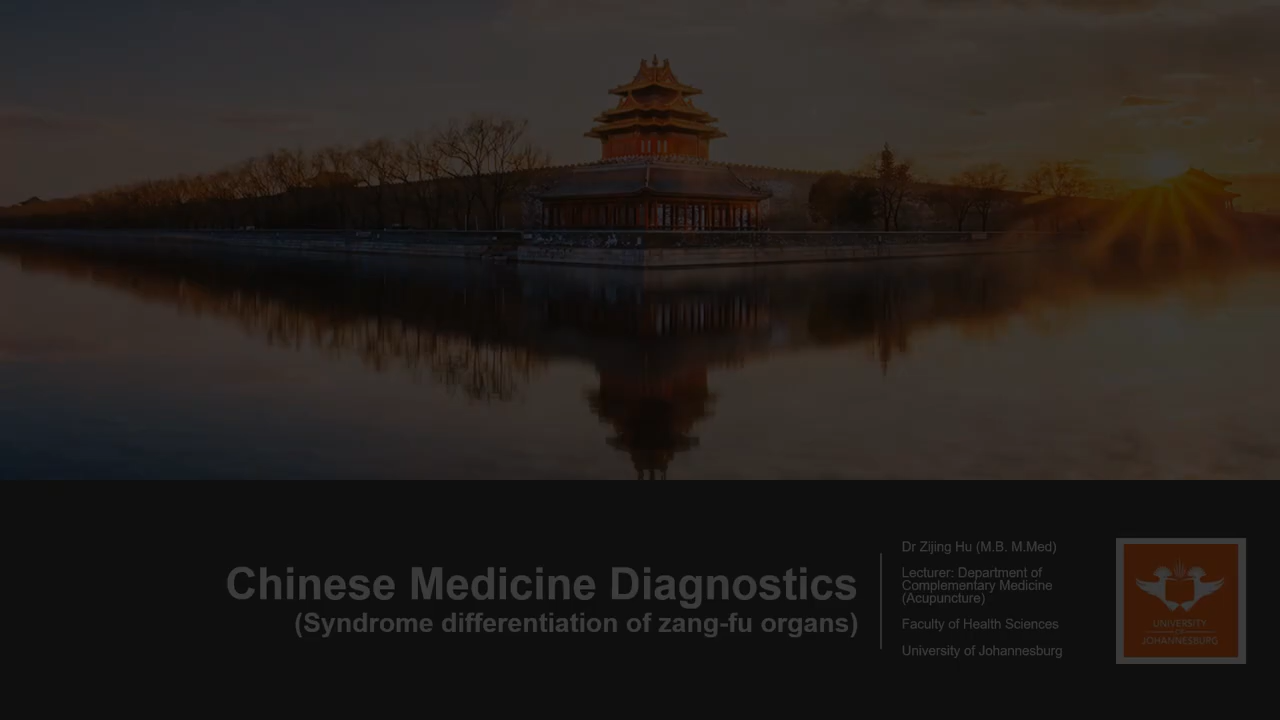 Chinese Medicine Diagnostics
(Syndrome differentiation of zang-fu organs)
Dr Zijing Hu (M.B. M.Med)
Lecturer: Department of
Complementary Medicine
(Acupuncture)
Faculty of Health Sciences
University of Johannesburg
UNIVERSITY
OF
JOHANNESBURG